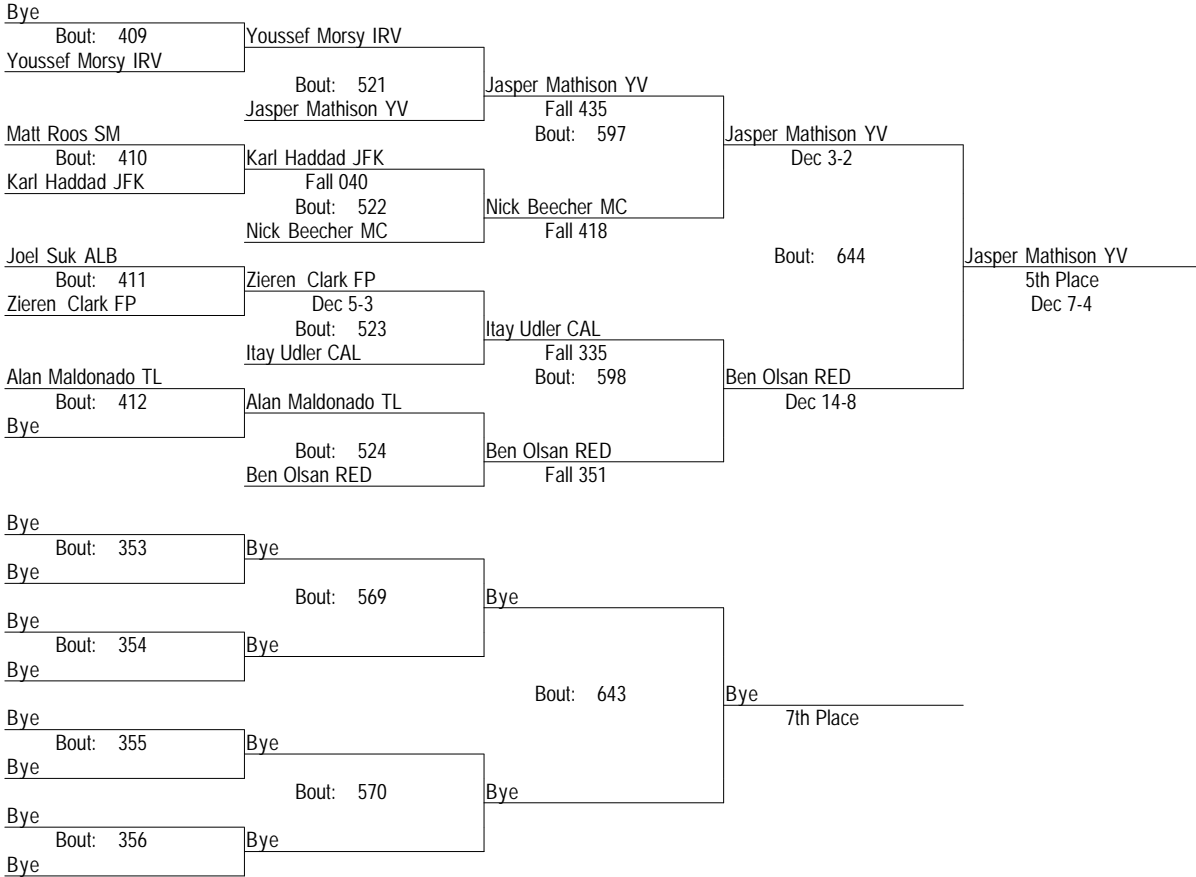 Bye
Bout: 409
Youssef Morsy IRV
Youssef Morsy IRV
Bout: 521
Jasper Mathison YV
Jasper Mathison YV
Fall 435
Bout: 597
Matt Roos SM
Bout: 410
Karl Haddad JFK
Karl Haddad JFK
Fall 040
Bout: 522
Nick Beecher MC
Nick Beecher MC
Fall 418
Jasper Mathison YV
Dec 3-2
Bout: 644
Joel Suk ALB
Bout: 411
Zieren Clark FP
Zieren Clark FP
Dec 5-3
Bout: 523
Itay Udler CAL
Itay Udler CAL
Fall 335
Bout: 598
Alan Maldonado TL
Bout: 412
Bye
Alan Maldonado TL
Bout: 524
Ben Olsan RED
Ben Olsan RED
Fall 351
Ben Olsan RED
Dec 14-8
Jasper Mathison YV
5th Place
Dec 7-4
Bye
Bout: 353
Bye
Bye
Bout: 569
Bye
Bye
Bout: 354
Bye
Bye
Bout: 643
Bye
7th Place
Bye
Bout: 355
Bye
Bye
Bout: 570
Bye
Bye
Bout: 356
Bye
Bye